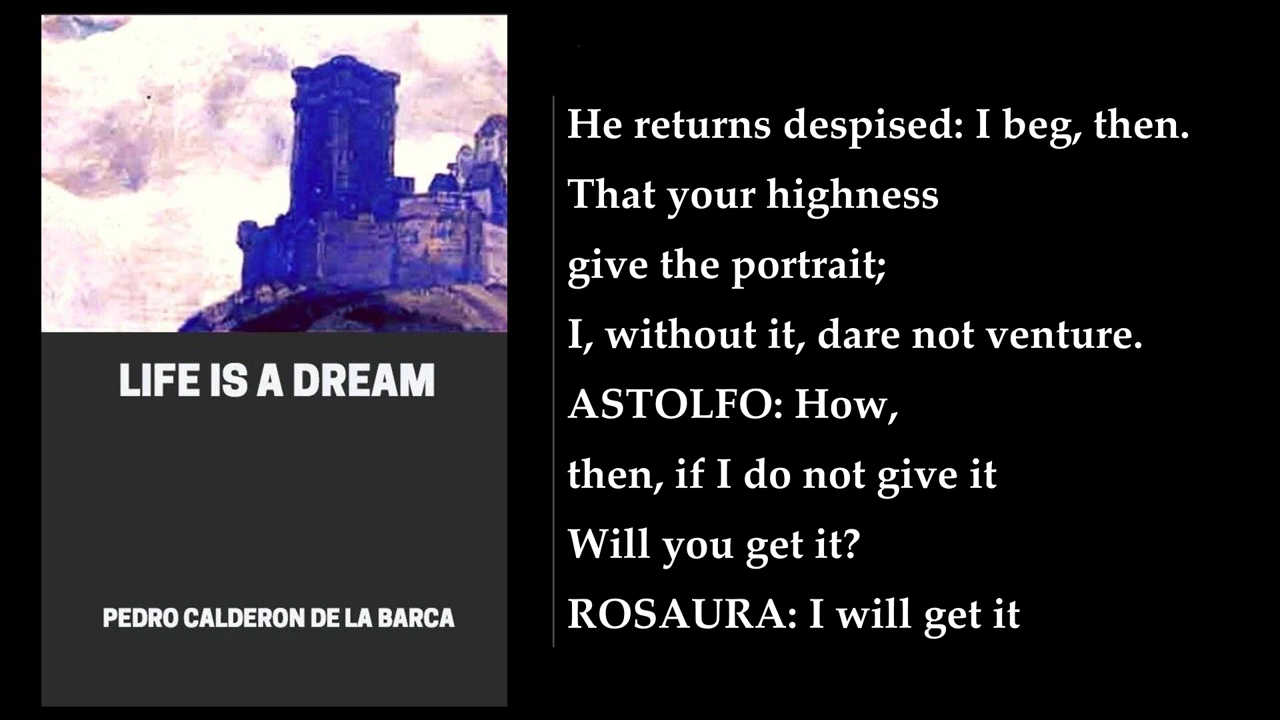 LIFE IS A DREAM
PEDRO CALDERON DE LA BARCA
He returns despised: I beg, then.
That your highness
give the portrait;
I, without it, dare not venture.
ASTOLFO: How,
then, if I do not give it
Will you get it?
ROSAURA: I will get it